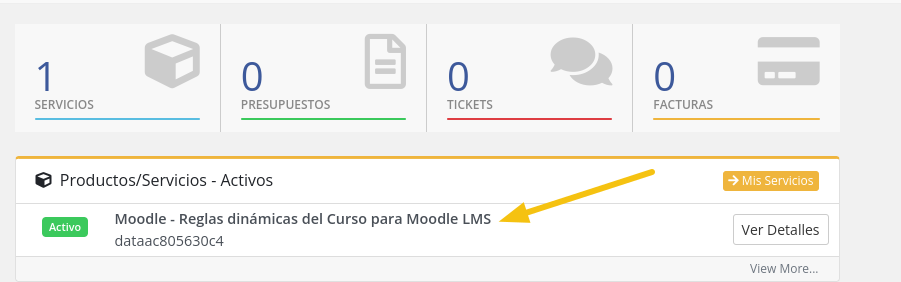 1
SERVICIOS
0
PRESUPUESTOS
0
TICKETS
0
FACTURAS
Productos/Servicios - Activos
Mis Servicios
Activo
Moodle - Reglas dinámicas del Curso para Moodle LMS
dataac805630c4
Ver Detalles
View More...